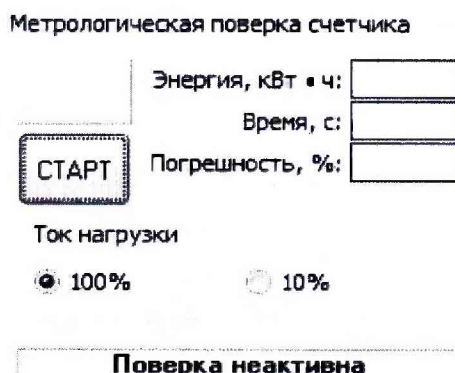 Метрологическая поверка счетчика
Энергия, кВт • ч:
Время, с:
СТАРТ
Погрешность, %:
Ток нагрузки
100%
10%
Поверка неактивна